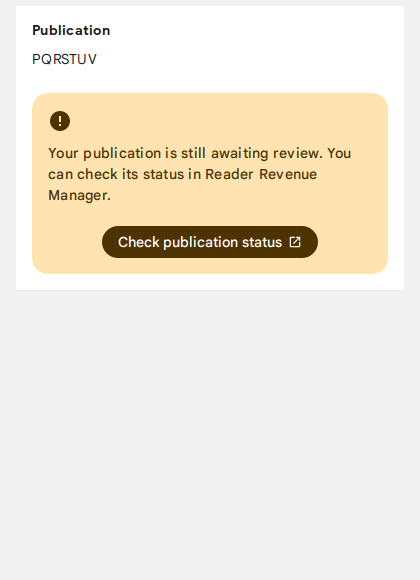 Publication
PQRSTUV
Your publication is still awaiting review. You
can check its status in Reader Revenue
Manager.
Check publication status